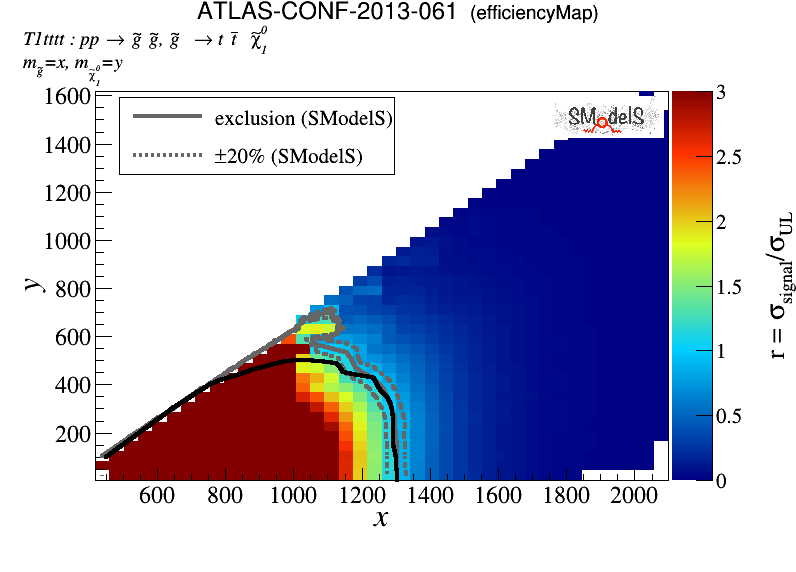 ATLAS-CONF-2013-061 (efficiencyMap)
T1tttt : pp → g̃ g̃, g̃ → t t̄ χ̃⁰₁
m_g̃=x, m_χ̃⁰₁=y
exclusion (SModelS)
±20% (SModelS)
SModelS
1600
1400
1200
1000
800
600
400
200
y
600 800 1000 1200 1400 1600 1800 2000
x
3
2.5
2
1.5
1
0.5
0
r = σ_signal/σ_UL